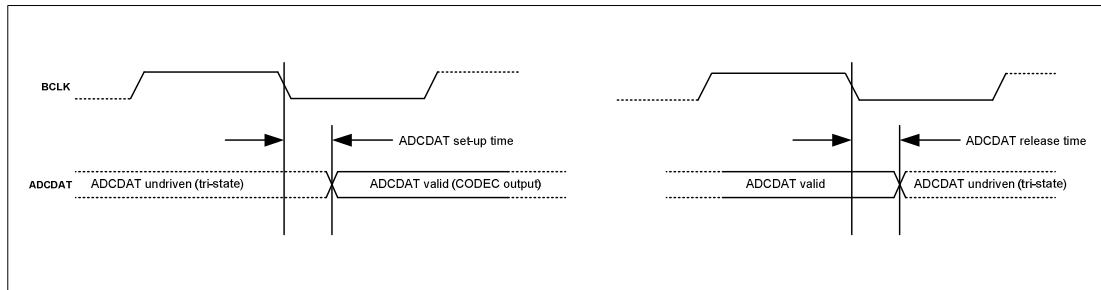 BCLK
ADCDAT set-up time
ADCDAT release time
ADCDAT
ADCDAT undriven (tri-state)
ADCDAT valid (CODEC output)
ADCDAT valid
ADCDAT undriven (tri-state)